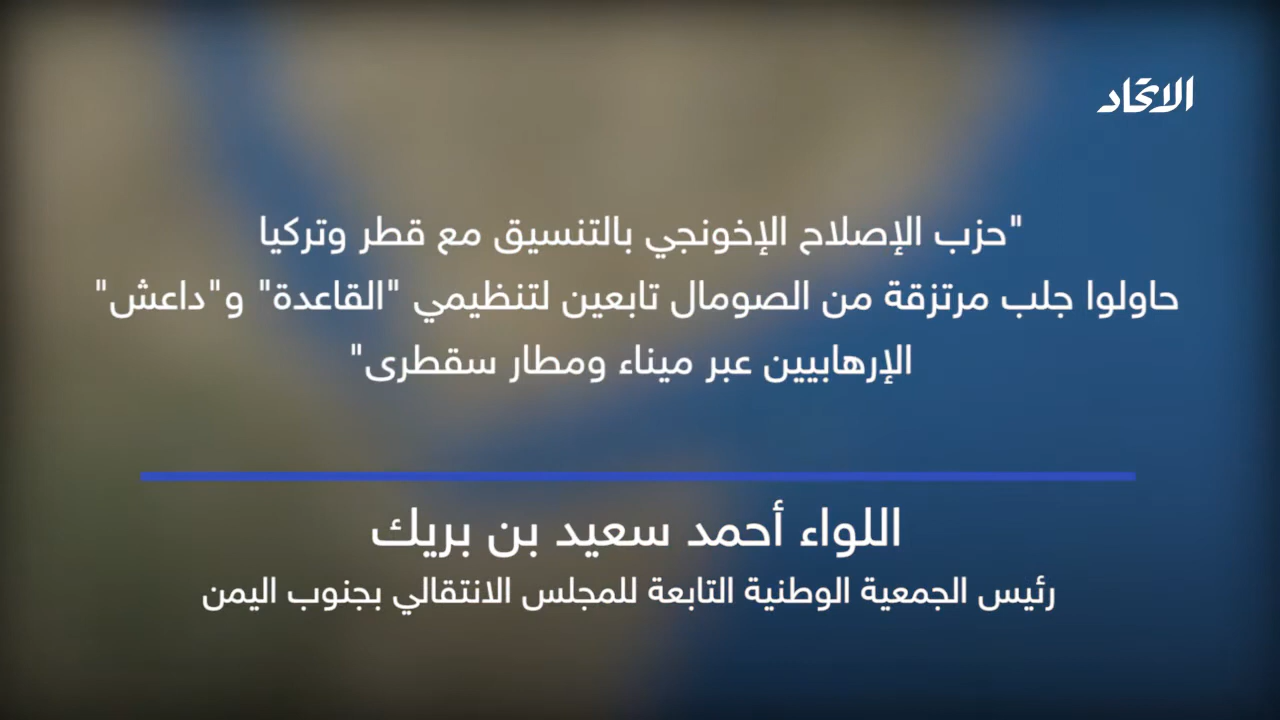 الاتحاد
"حزب الإصلاح الإخونجي بالتنسيق مع قطر وتركيا
حاولوا جلب مرتزقة من الصومال تابعين لتنظيمي "القاعدة" و"داعش"
الإرهابيين عبر ميناء ومطار سقطرى"
اللواء أحمد سعيد بن بريك
رئيس الجمعية الوطنية التابعة للمجلس الانتقالي بجنوب اليمن